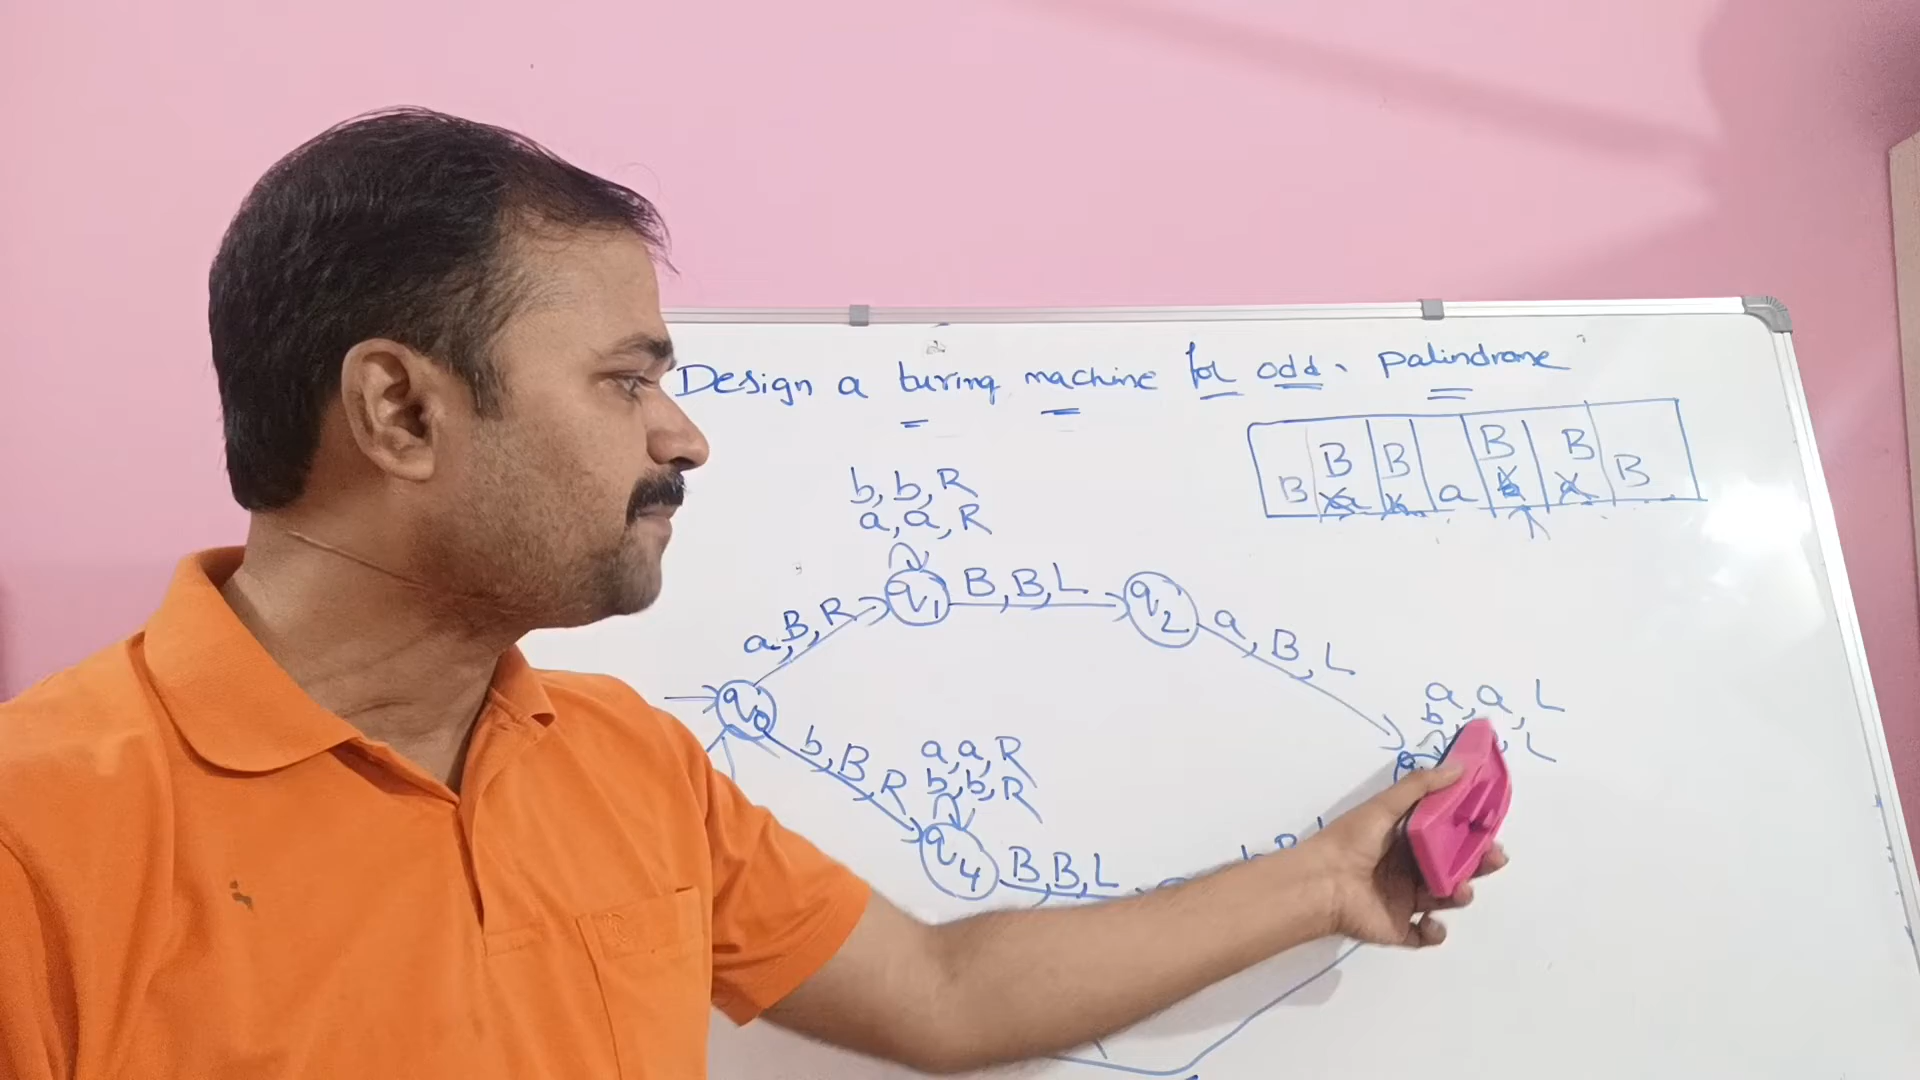 Design a turing machine for odd palindrome
B B B a B B B
b, b, R
a, a, R
q1 B, B, L q2 a, B, L
a, B, R
a, a, L
b L
q0
b, B, R
a, a, R
b, b, R
q4 B, B, L